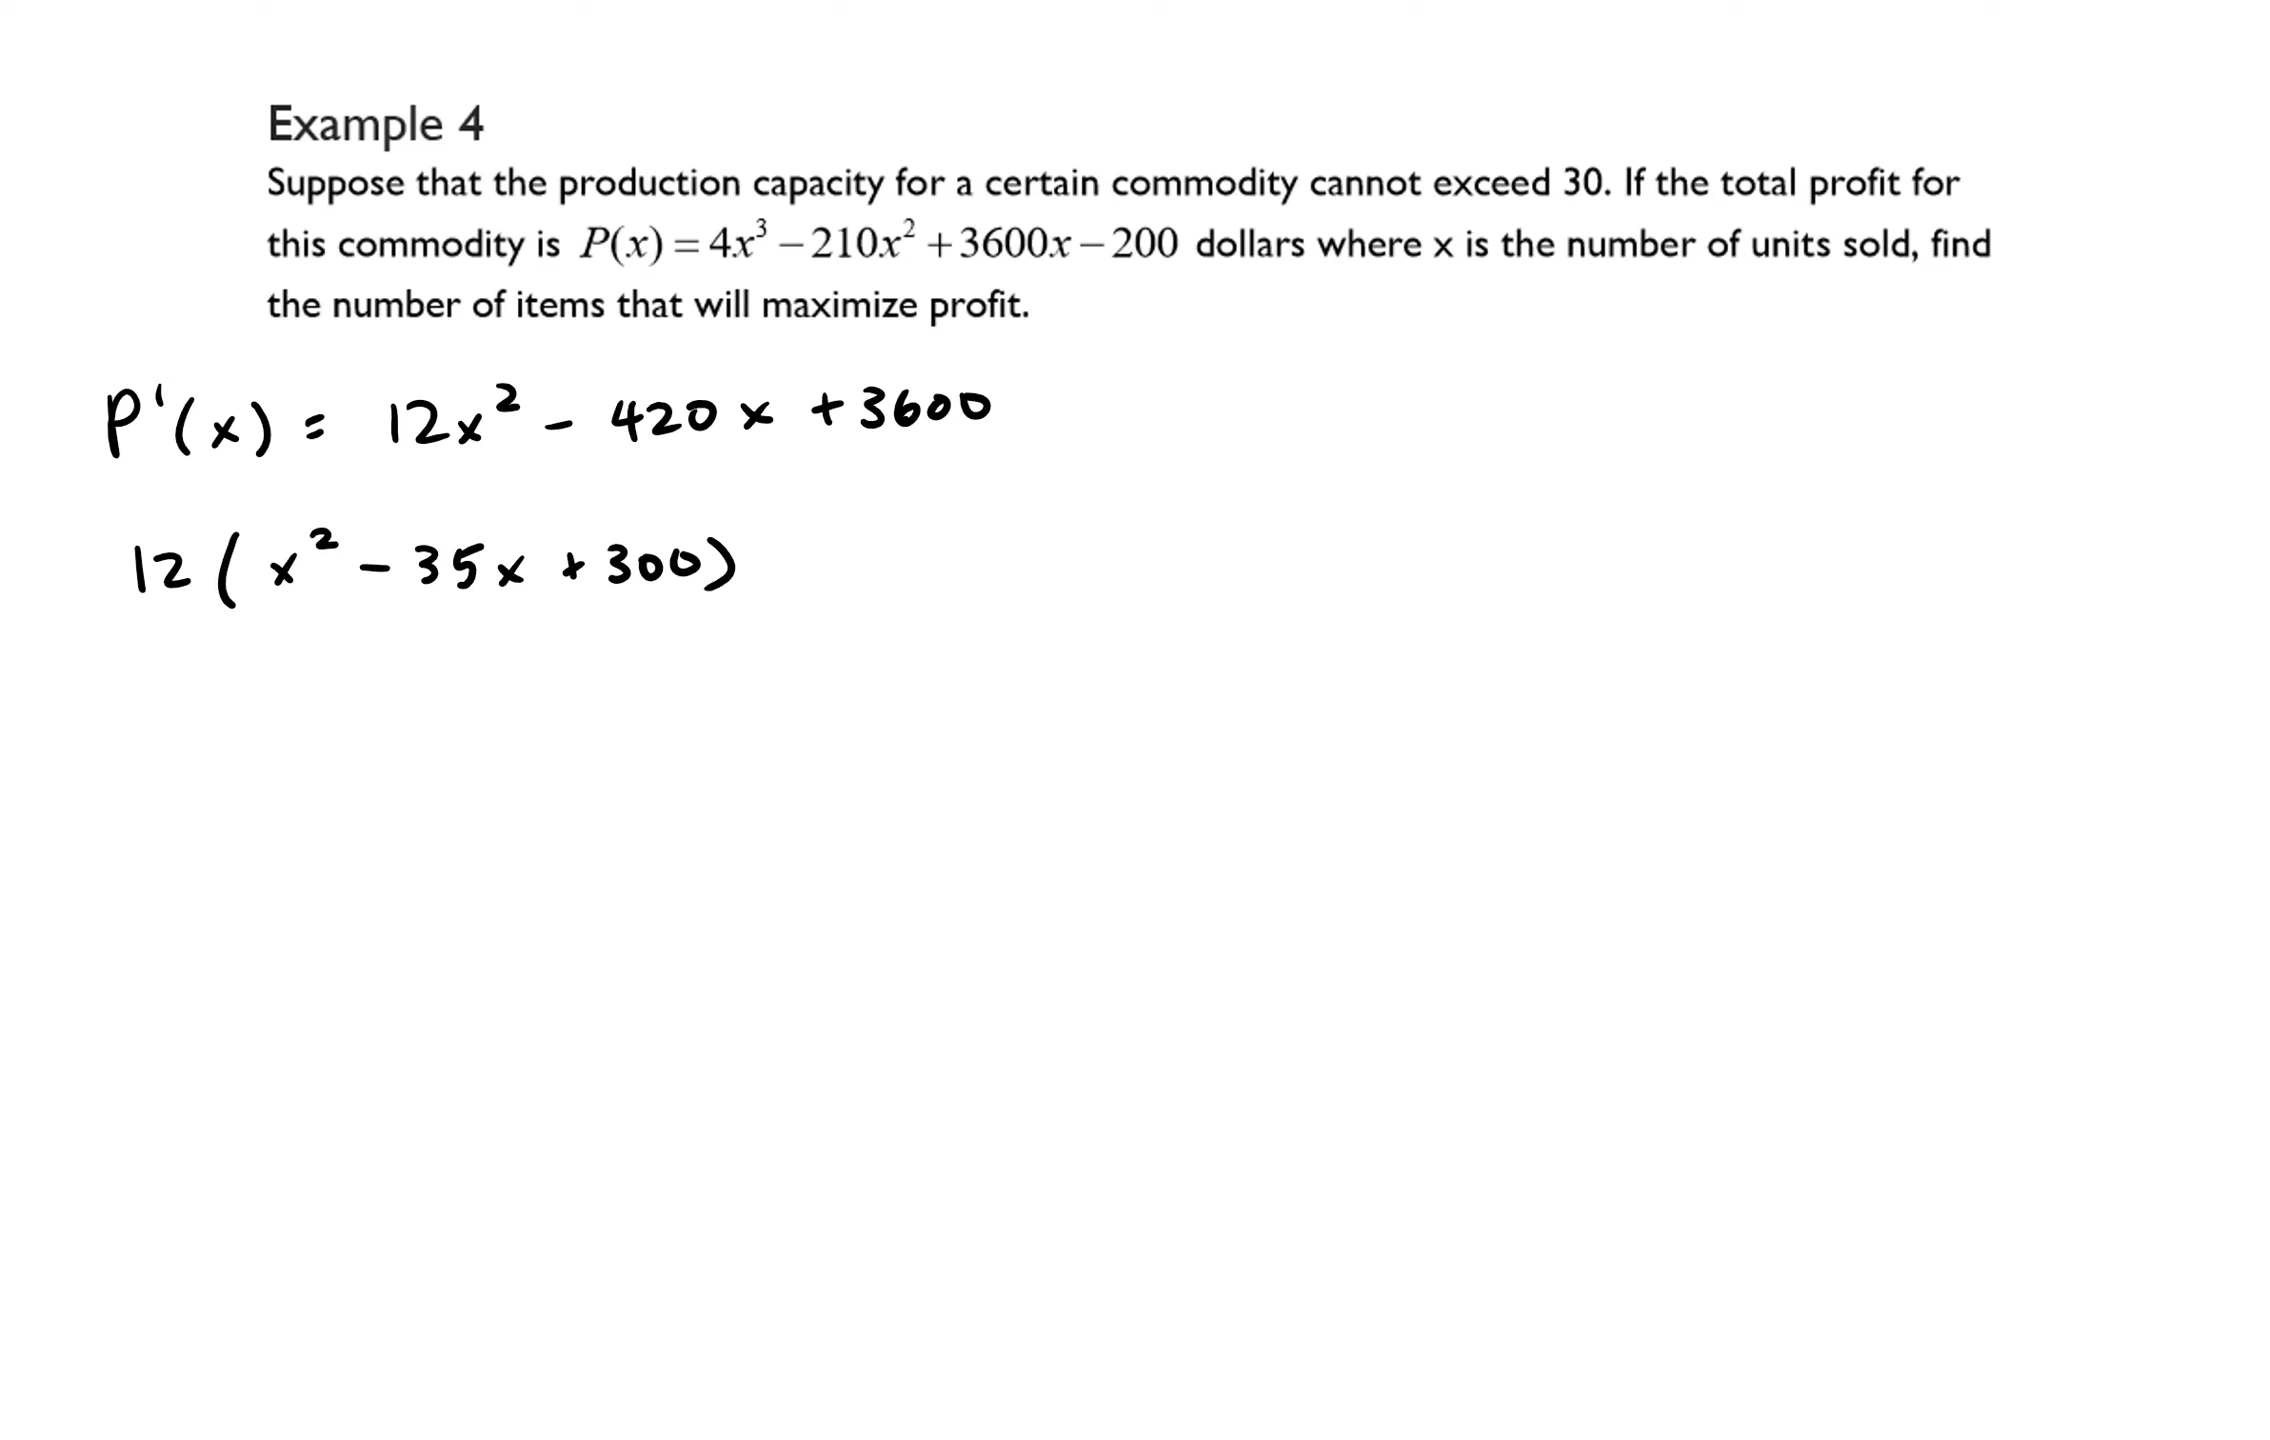 Example 4
Suppose that the production capacity for a certain commodity cannot exceed 30. If the total profit for
this commodity is P(x) = 4x³ − 210x² + 3600x − 200 dollars where x is the number of units sold, find
the number of items that will maximize profit.
P'(x) = 12x² - 420x + 3600
12(x² - 35x + 300)